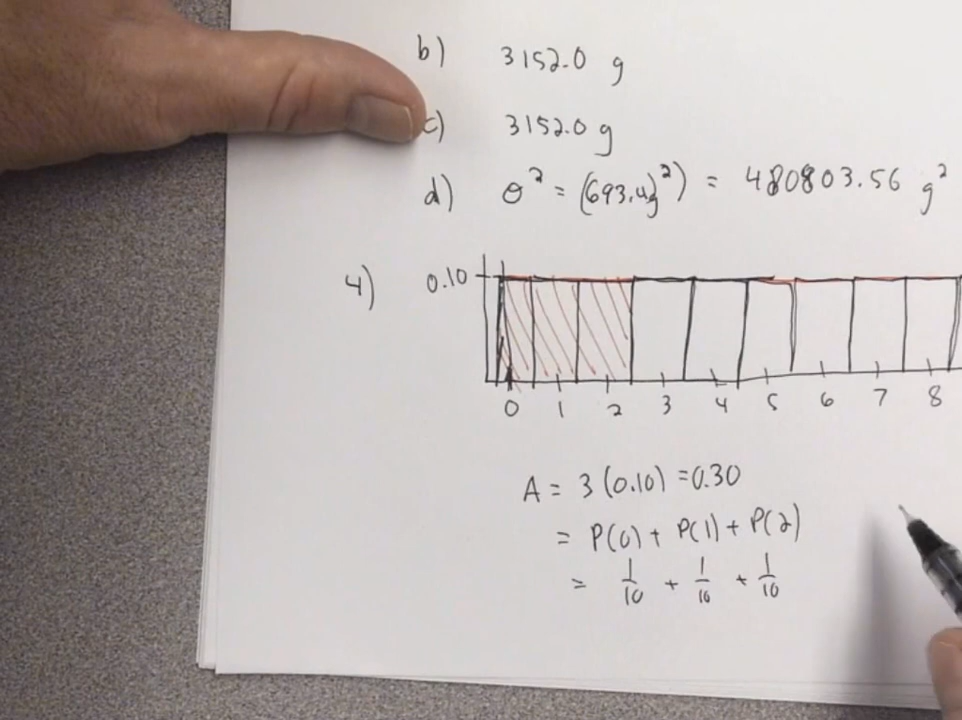 b) 3152.0 g
c) 3152.0 g
d) σ² = (693.4g)²) = 480803.56 g²
4) 0.10
0 1 2 3 4 5 6 7 8
A = 3(0.10) = 0.30
= P(0) + P(1) + P(2)
= 1/10 + 1/10 + 1/10